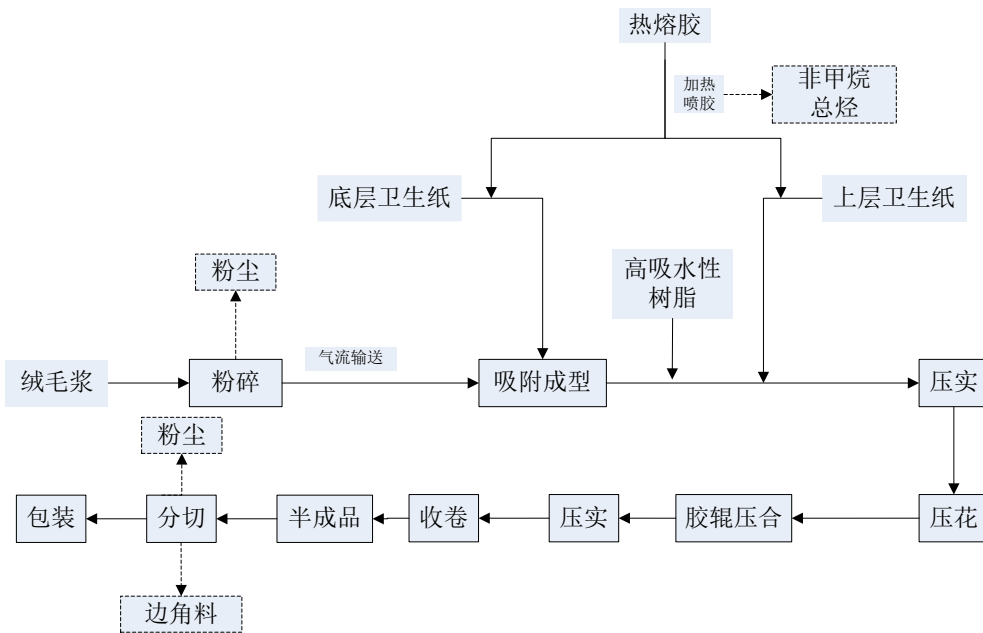 热熔胶
加热
喷胶
非甲烷
总烃
底层卫生纸
上层卫生纸
粉尘
高吸水性
树脂
绒毛浆
粉碎
气流输送
吸附成型
压实
粉尘
包装
分切
半成品
收卷
压实
胶辊压合
压花
边角料